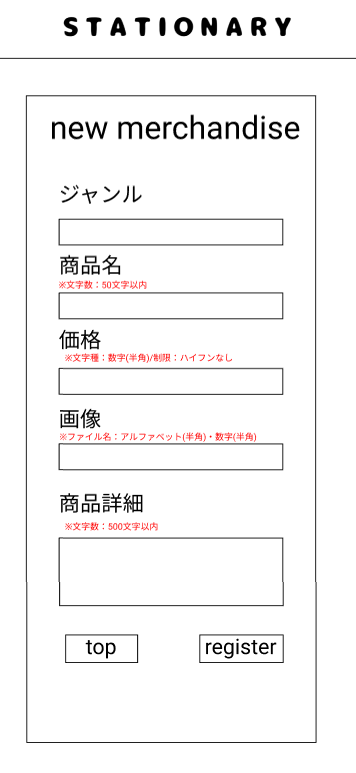 STATIONARY
new merchandise
ジャンル
商品名
※文字数：50文字以内
価格
※文字種：数字(半角)/制限：ハイフンなし
画像
※ファイル名：アルファベット(半角)・数字(半角)
商品詳細
※文字数：500文字以内
top register